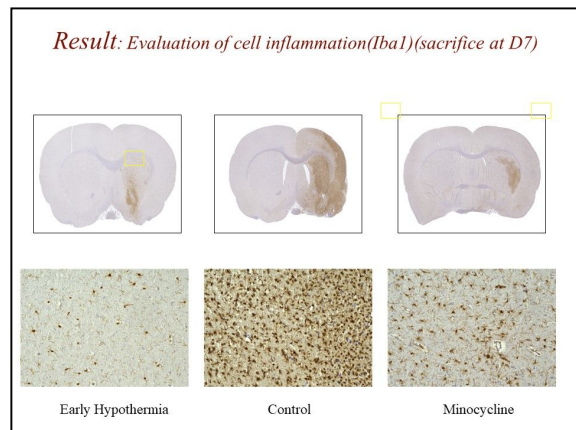 Result: Evaluation of cell inflammation(Iba1)(sacrifice at D7)
Early Hypothermia
Control
Minocycline